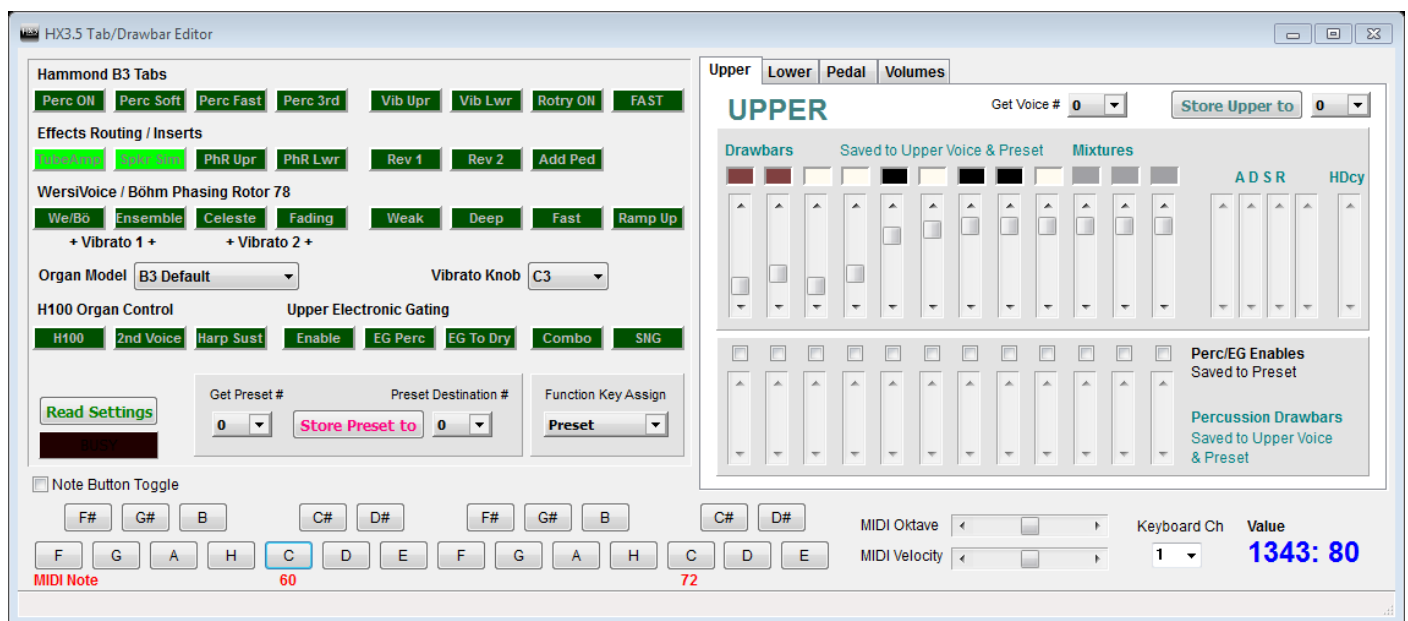 HX3.5 Tab/Drawbar Editor
Hammond B3 Tabs
Perc ON Perc Soft Perc Fast Perc 3rd Vib Upr Vib Lwr Rotry ON FAST
Effects Routing / Inserts
TubeAmp Spkr Sim PhR Upr PhR Lwr Rev 1 Rev 2 Add Ped
WersiVoice / Böhm Phasing Rotor 78
We/Bö Ensemble Celeste Fading Weak Deep Fast Ramp Up
+ Vibrato 1 + + Vibrato 2 +
Organ Model B3 Default Vibrato Knob C3
H100 Organ Control Upper Electronic Gating
H100 2nd Voice Harp Sust Enable EG Perc EG To Dry Combo SNG
Get Preset # Preset Destination # Function Key Assign
Read Settings 0 Store Preset to 0 Preset
BUSY
Upper Lower Pedal Volumes
UPPER Get Voice # 0 Store Upper to 0
Drawbars Saved to Upper Voice & Preset Mixtures
A D S R HDcy
Perc/EG Enables
Saved to Preset
Percussion Drawbars
Saved to Upper Voice
& Preset
Note Button Toggle
F# G# B C# D# F# G# B C# D#
F G A H C D E F G A H C D E
MIDI Note 60 72
MIDI Oktave Keyboard Ch Value
MIDI Velocity 1 1343: 80